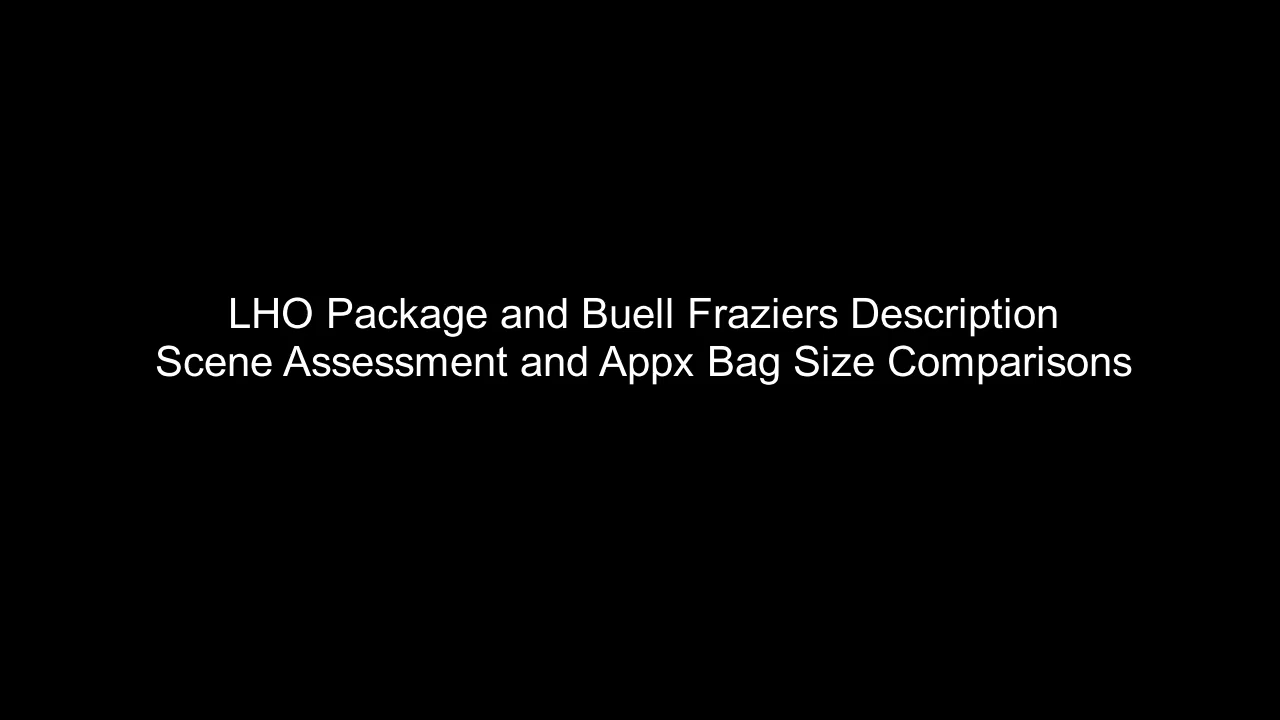 LHO Package and Buell Fraziers Description
Scene Assessment and Appx Bag Size Comparisons